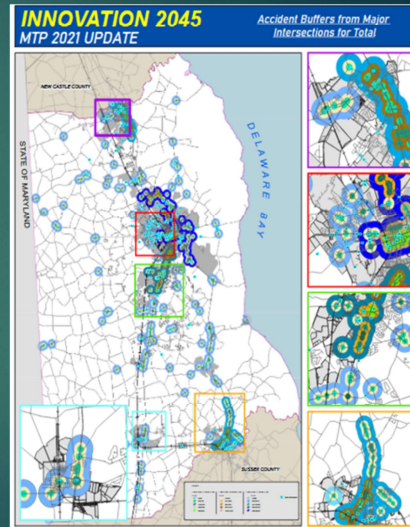 INNOVATION 2045
MTP 2021 UPDATE
Accident Buffers from Major
Intersections for Total
NEW CASTLE COUNTY
STATE OF MARYLAND
DELAWARE BAY
SUSSEX COUNTY